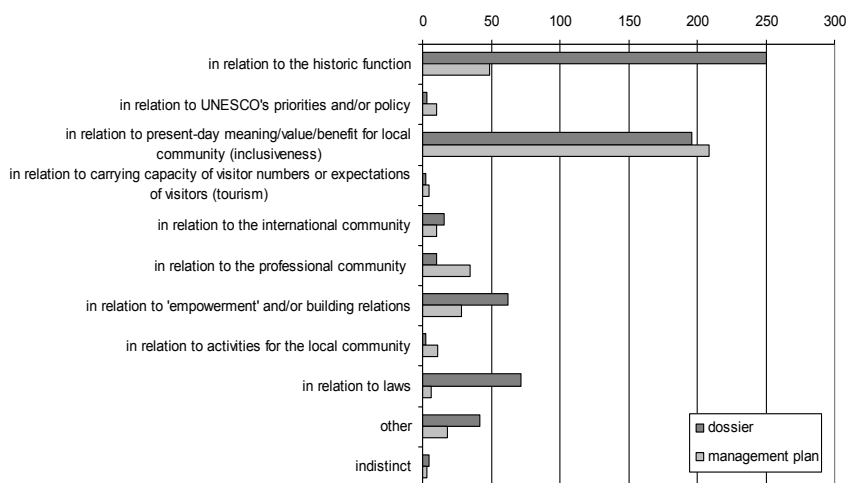 0 50 100 150 200 250 300
in relation to the historic function
in relation to UNESCO's priorities and/or policy
in relation to present-day meaning/value/benefit for local
community (inclusiveness)
in relation to carrying capacity of visitor numbers or expectations
of visitors (tourism)
in relation to the international community
in relation to the professional community
in relation to 'empowerment' and/or building relations
in relation to activities for the local community
in relation to laws
other
indistinct
dossier
management plan